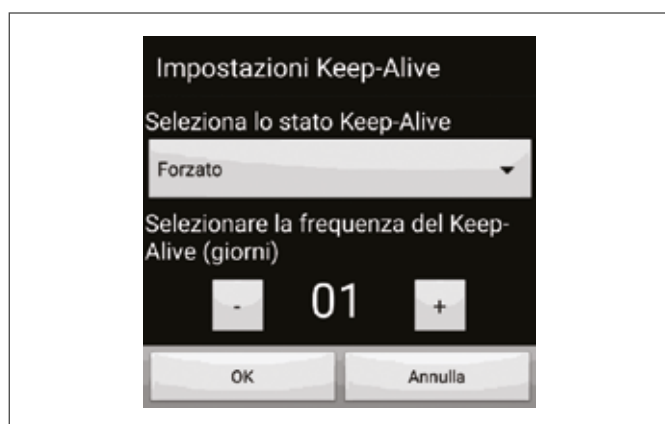 Impostazioni Keep-Alive
Seleziona lo stato Keep-Alive
Forzato
Selezionare la frequenza del Keep-
Alive (giorni)
- 01 +
OK Annulla